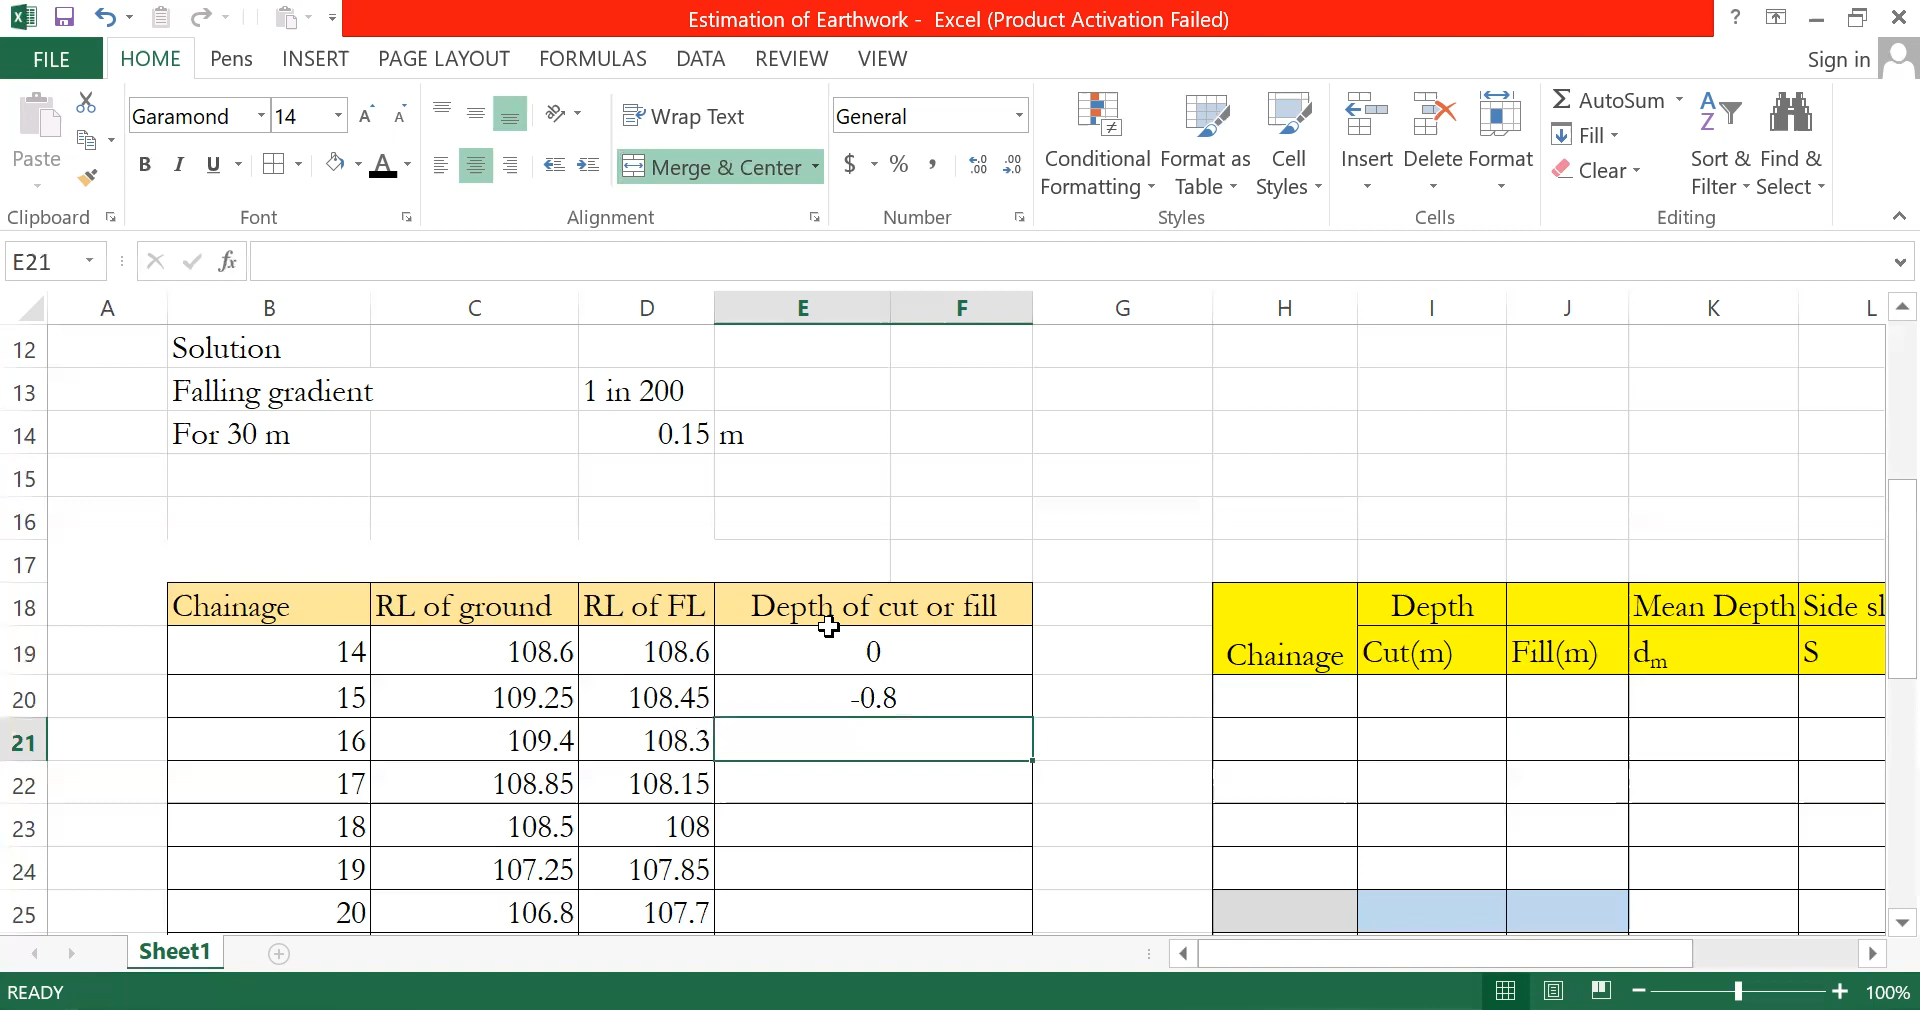 Estimation of Earthwork - Excel (Product Activation Failed)
?
FILE HOME Pens INSERT PAGE LAYOUT FORMULAS DATA REVIEW VIEW Sign in
Paste
Clipboard
Garamond 14
B I U A
Font
Wrap Text
Merge & Center
Alignment
General
$ % ,
Number
Conditional Formatting
Format as Table
Cell Styles
Styles
Insert Delete Format
Cells
AutoSum
Fill
Clear
Sort & Filter
Find & Select
Editing
E21 fx
A B C D E F G H I J K L
12 Solution
13 Falling gradient 1 in 200
14 For 30 m 0.15 m
15
16
17
18 Chainage RL of ground RL of FL Depth of cut or fill Chainage Depth Mean Depth Side sl
19 14 108.6 108.6 0 Cut(m) Fill(m) dm S
20 15 109.25 108.45 -0.8
21 16 109.4 108.3
22 17 108.85 108.15
23 18 108.5 108
24 19 107.25 107.85
25 20 106.8 107.7
Sheet1
READY 100%